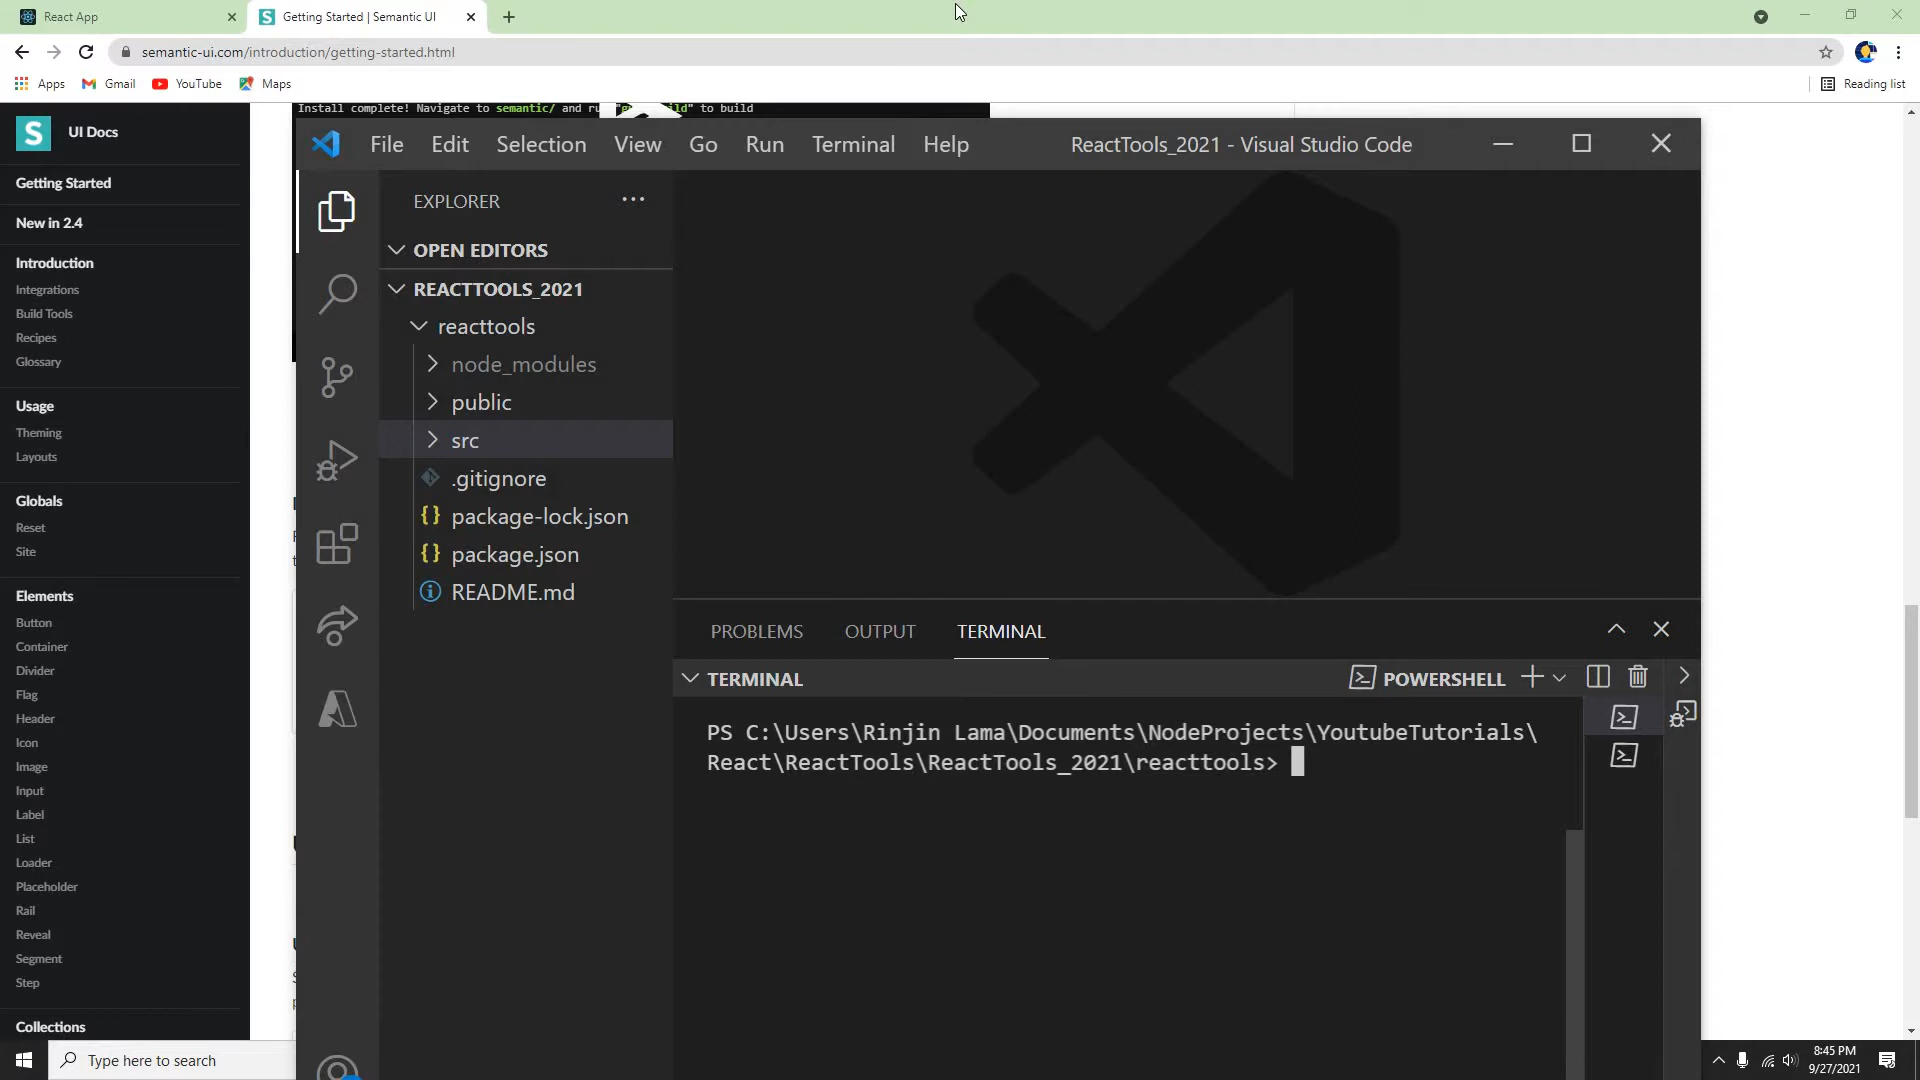 React App
Getting Started | Semantic UI
semantic-ui.com/introduction/getting-started.html
Apps
Gmail
YouTube
Maps
Reading list
UI Docs
Getting Started
New in 2.4
Introduction
Integrations
Build Tools
Recipes
Glossary
Usage
Theming
Layouts
Globals
Reset
Site
Elements
Button
Container
Divider
Flag
Header
Icon
Image
Input
Label
List
Loader
Placeholder
Rail
Reveal
Segment
Step
Collections
Install complete! Navigate to semantic/ and ru to build
File Edit Selection View Go Run Terminal Help
ReactTools_2021 - Visual Studio Code
EXPLORER
OPEN EDITORS
REACTTOOLS_2021
reacttools
node_modules
public
src
.gitignore
package-lock.json
package.json
README.md
PROBLEMS OUTPUT TERMINAL
TERMINAL
POWERSHELL
PS C:\Users\Rinjin Lama\Documents\NodeProjects\YoutubeTutorials\
React\ReactTools\ReactTools_2021\reacttools>
Type here to search
8:45 PM
9/27/2021